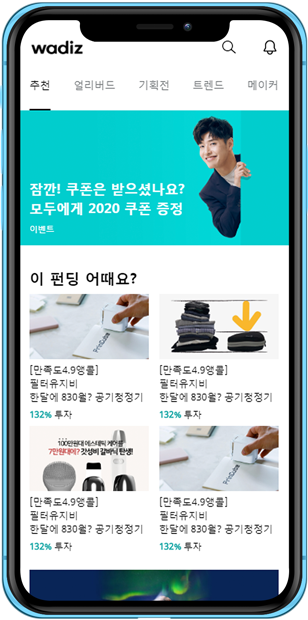 wadiz
추천 얼리버드 기획전 트렌드 메이커
잠깐! 쿠폰은 받으셨나요?
모두에게 2020 쿠폰 증정
이벤트
이 펀딩 어때요?
[만족도4.9앵콜]
필터유지비
한달에 830월? 공기청정기
132% 투자
[만족도4.9앵콜]
필터유지비
한달에 830월? 공기청정기
132% 투자
100만원대 에스테틱 케어를
7만원대에? 갓성비 갈바닉 탄생!
[만족도4.9앵콜]
필터유지비
한달에 830월? 공기청정기
132% 투자
[만족도4.9앵콜]
필터유지비
한달에 830월? 공기청정기
132% 투자